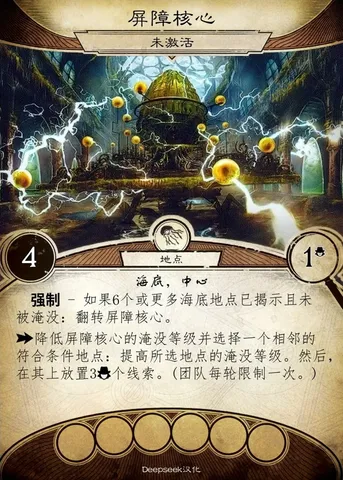 屏障核心
未激活
4
地点
1
海底，中心
强制 - 如果6个或更多海底地点已揭示且未
被淹没：翻转屏障核心。
降低屏障核心的淹没等级并选择一个相邻的
符合条件地点：提高所选地点的淹没等级。然后，
在其上放置3个线索。(团队每轮限制一次。)
Deepseek汉化